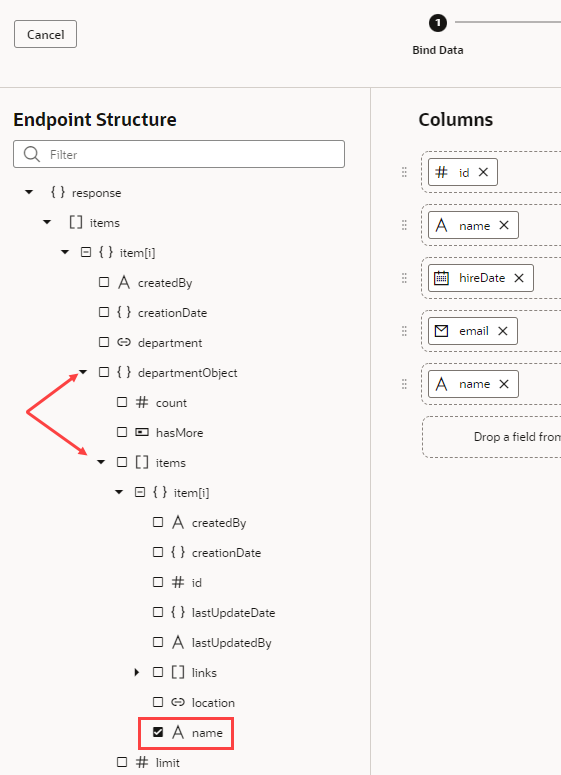 Cancel
1
Bind Data
Endpoint Structure
Filter
{ } response
[ ] items
{ } item[i]
A createdBy
{ } creationDate
department
{ } departmentObject
# count
hasMore
[ ] items
{ } item[i]
A createdBy
{ } creationDate
# id
{ } lastUpdateDate
A lastUpdatedBy
[ ] links
location
A name
# limit
Columns
# id
A name
hireDate
email
A name
Drop a field from